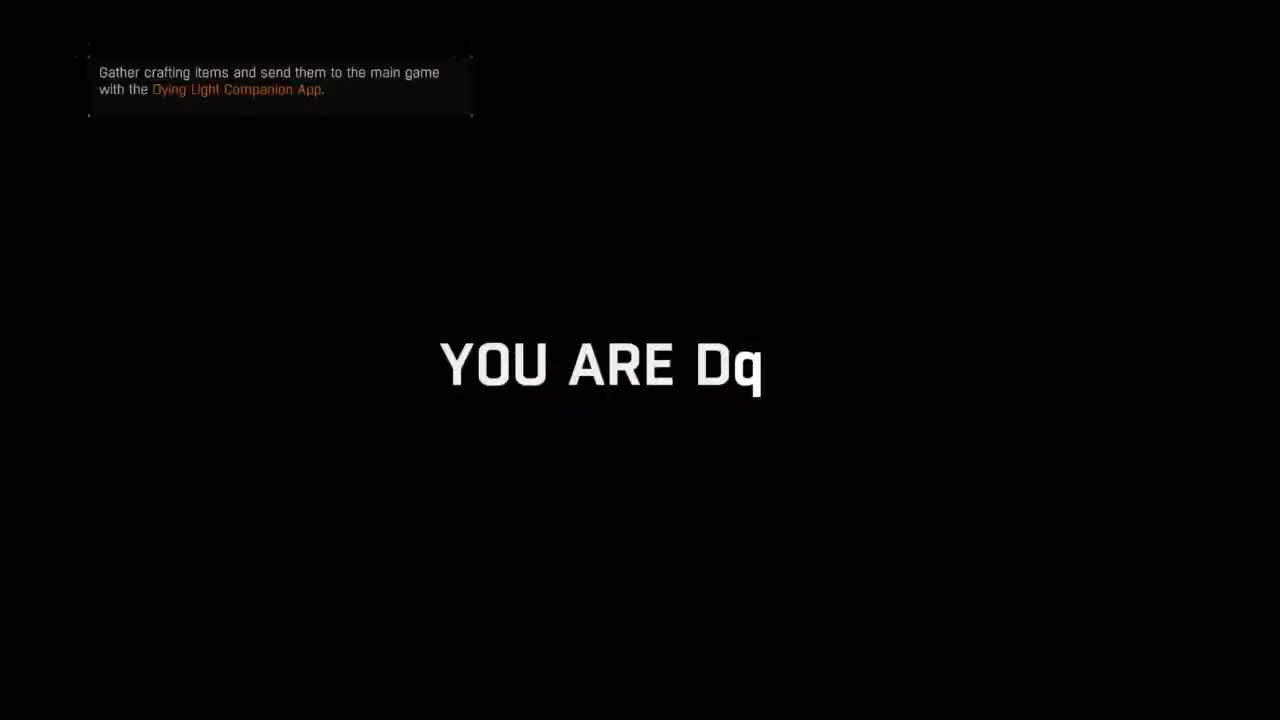 Gather crafting items and send them to the main game
with the Dying Light Companion App.
YOU ARE Dq